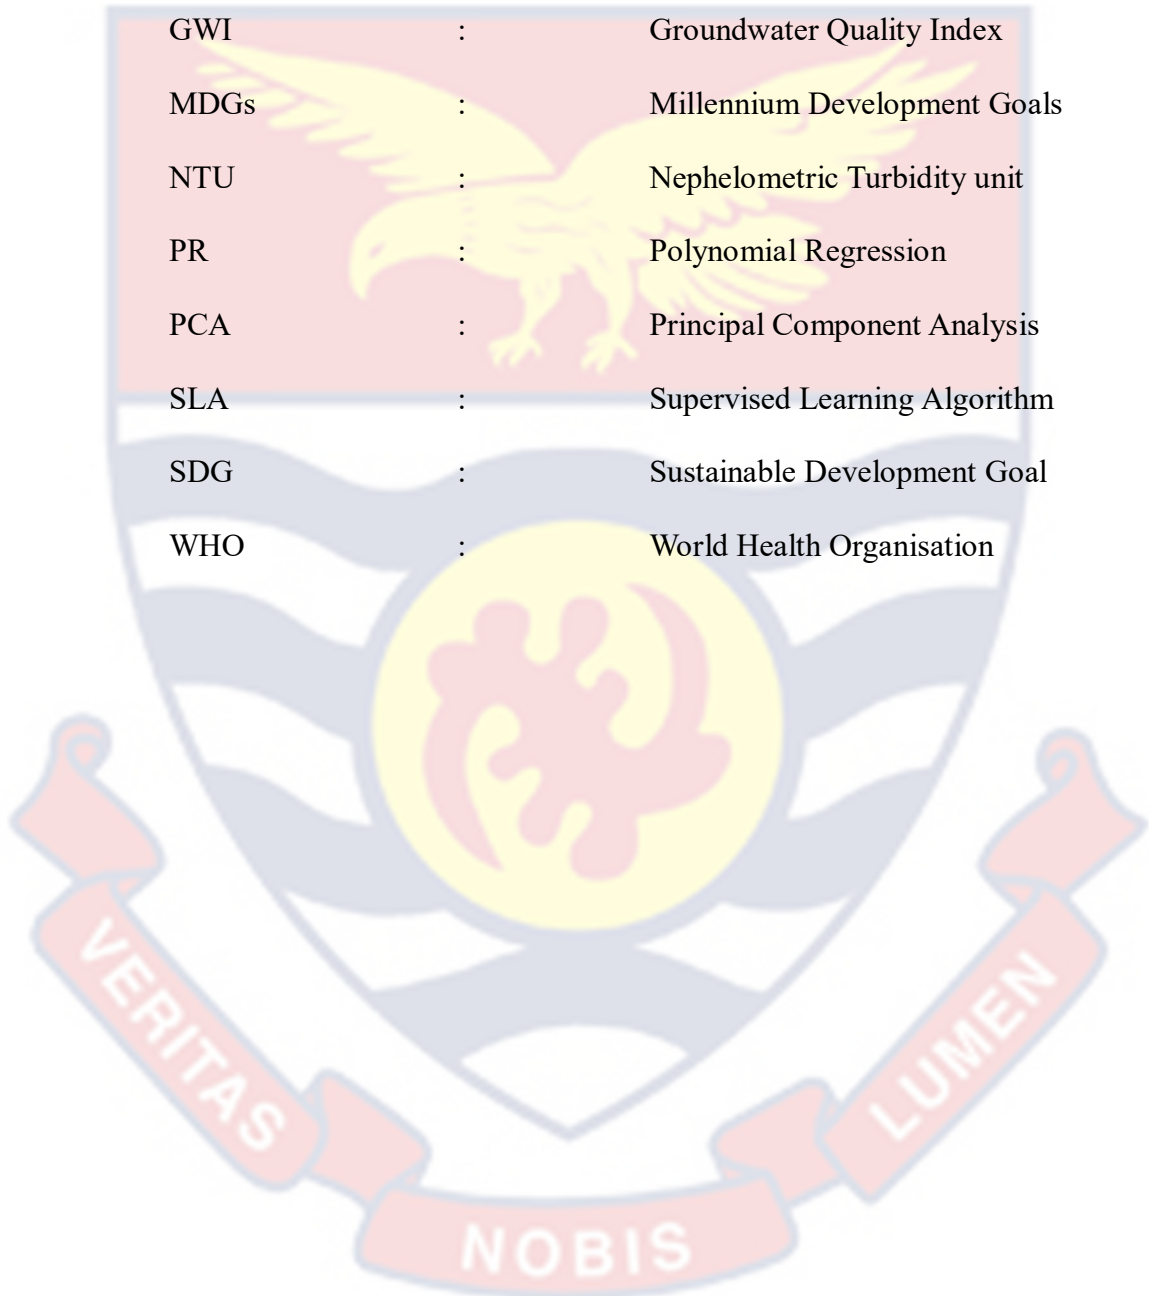 GWI : Groundwater Quality Index
MDGs : Millennium Development Goals
NTU : Nephelometric Turbidity unit
PR : Polynomial Regression
PCA : Principal Component Analysis
SLA : Supervised Learning Algorithm
SDG : Sustainable Development Goal
WHO : World Health Organisation
VERITAS
NOBIS
LUMEN